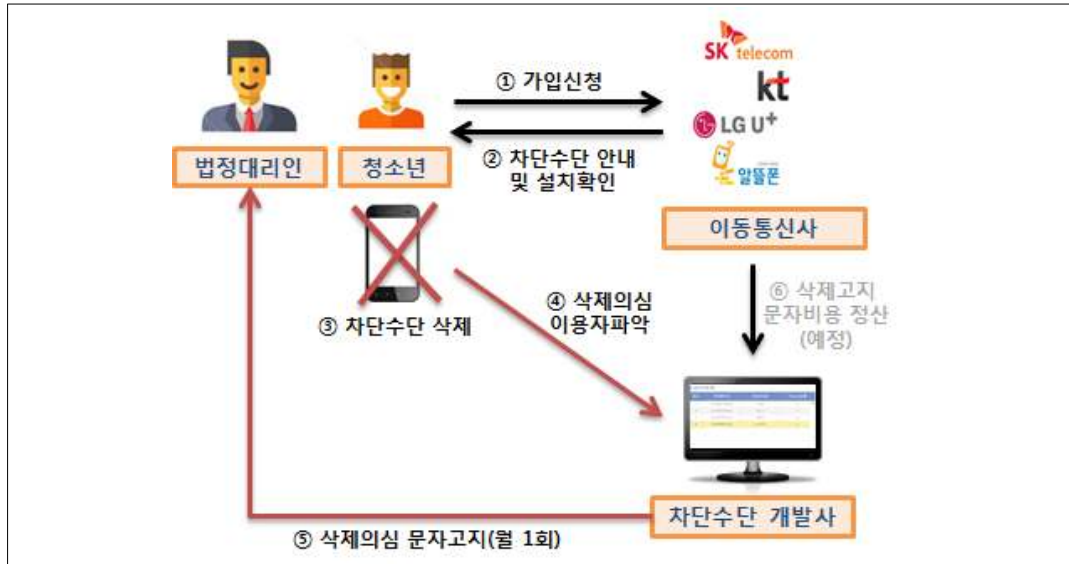 SK telecom
kt
LG U+
알뜰폰
① 가입신청
② 차단수단 안내
및 설치확인
법정대리인
청소년
이동통신사
③ 차단수단 삭제
④ 삭제의심
이용자파악
⑥ 삭제고지
문자비용 정산
(예정)
차단수단 개발사
⑤ 삭제의심 문자고지(월 1회)